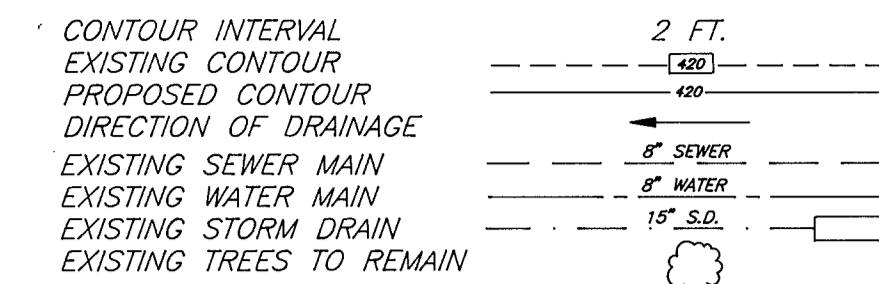 CONTOUR INTERVAL 2 FT.
EXISTING CONTOUR 420
PROPOSED CONTOUR 420
DIRECTION OF DRAINAGE
EXISTING SEWER MAIN 8" SEWER
EXISTING WATER MAIN 8" WATER
EXISTING STORM DRAIN 15" S.D.
EXISTING TREES TO REMAIN